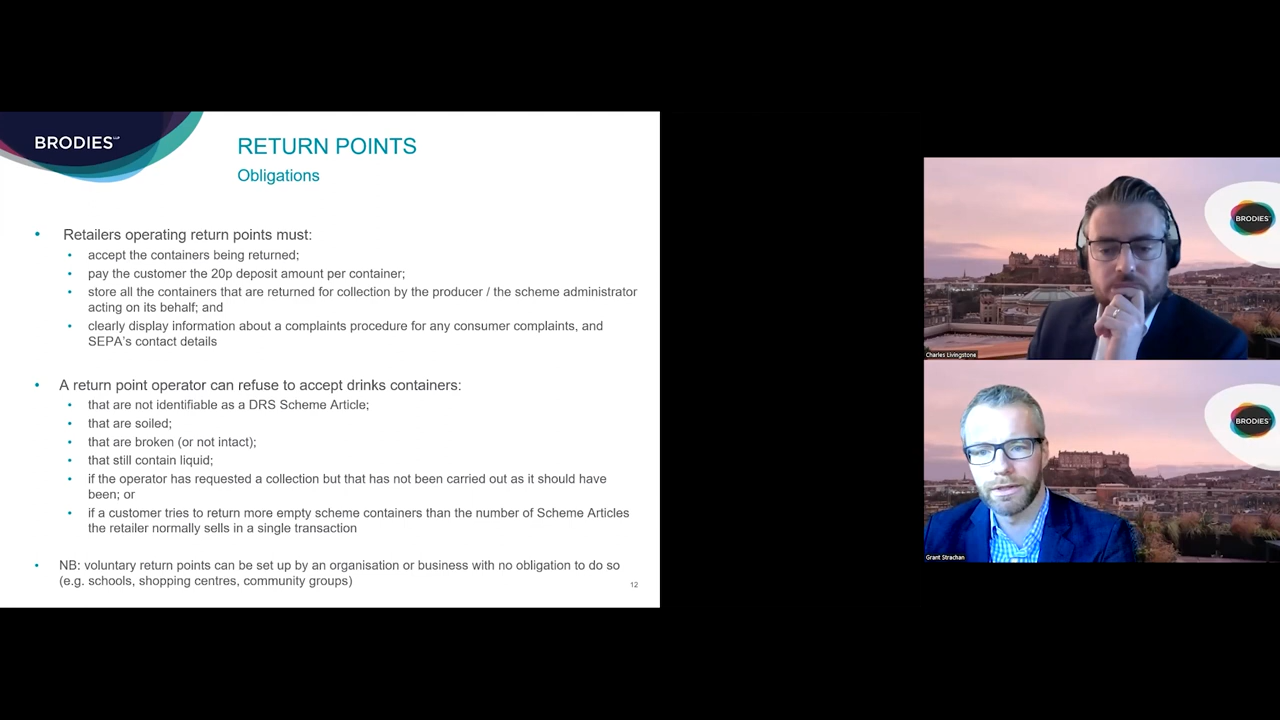 BRODIES LLP
RETURN POINTS
Obligations
• Retailers operating return points must:
• accept the containers being returned;
• pay the customer the 20p deposit amount per container;
• store all the containers that are returned for collection by the producer / the scheme administrator
acting on its behalf; and
• clearly display information about a complaints procedure for any consumer complaints, and
SEPA's contact details
• A return point operator can refuse to accept drinks containers:
• that are not identifiable as a DRS Scheme Article;
• that are soiled;
• that are broken (or not intact);
• that still contain liquid;
• if the operator has requested a collection but that has not been carried out as it should have
been; or
• if a customer tries to return more empty scheme containers than the number of Scheme Articles
the retailer normally sells in a single transaction
• NB: voluntary return points can be set up by an organisation or business with no obligation to do so
(e.g. schools, shopping centres, community groups)
12
BRODIES
Charles Livingstone
BRODIES
Grant Strachan